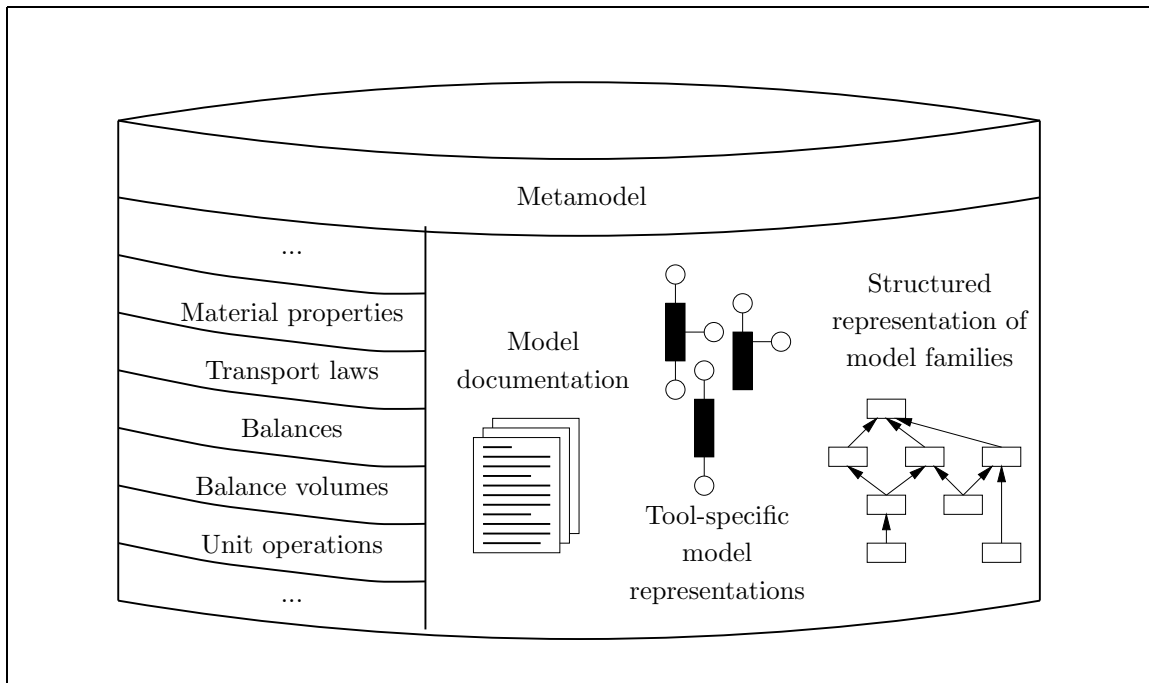 Metamodel
...
Material properties
Transport laws
Balances
Balance volumes
Unit operations
...
Model
documentation
Tool-specific
model
representations
Structured
representation of
model families